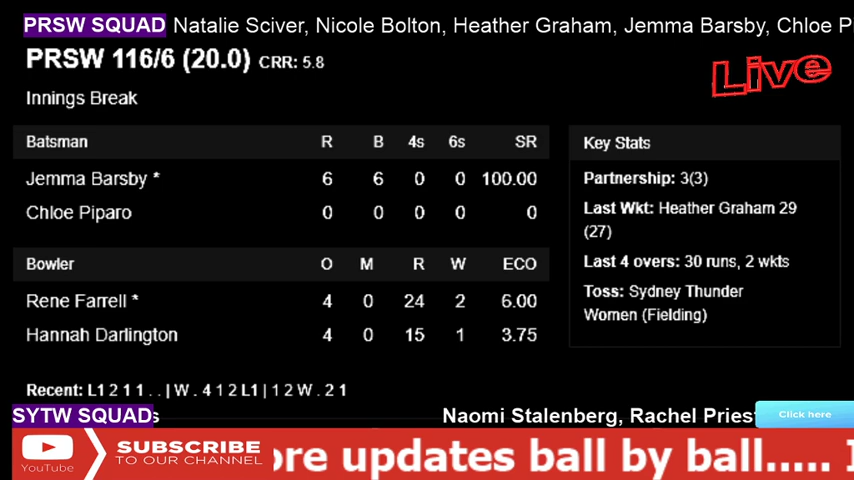 PRSW SQUAD Natalie Sciver, Nicole Bolton, Heather Graham, Jemma Barsby, Chloe P
PRSW 116/6 (20.0) CRR: 5.8
Live
Innings Break
Batsman R B 4s 6s SR
Jemma Barsby * 6 6 0 0 100.00
Chloe Piparo 0 0 0 0 0
Bowler O M R W ECO
Rene Farrell * 4 0 24 2 6.00
Hannah Darlington 4 0 15 1 3.75
Key Stats
Partnership: 3(3)
Last Wkt: Heather Graham 29
(27)
Last 4 overs: 30 runs, 2 wkts
Toss: Sydney Thunder
Women (Fielding)
Recent: L1 2 1 1 . . | W . 4 1 2 L1 | 1 2 W . 2 1
SYTW SQUAD s Naomi Stalenberg, Rachel Priest
Click here
YouTube
SUBSCRIBE
TO OUR CHANNEL
ore updates ball by ball.....